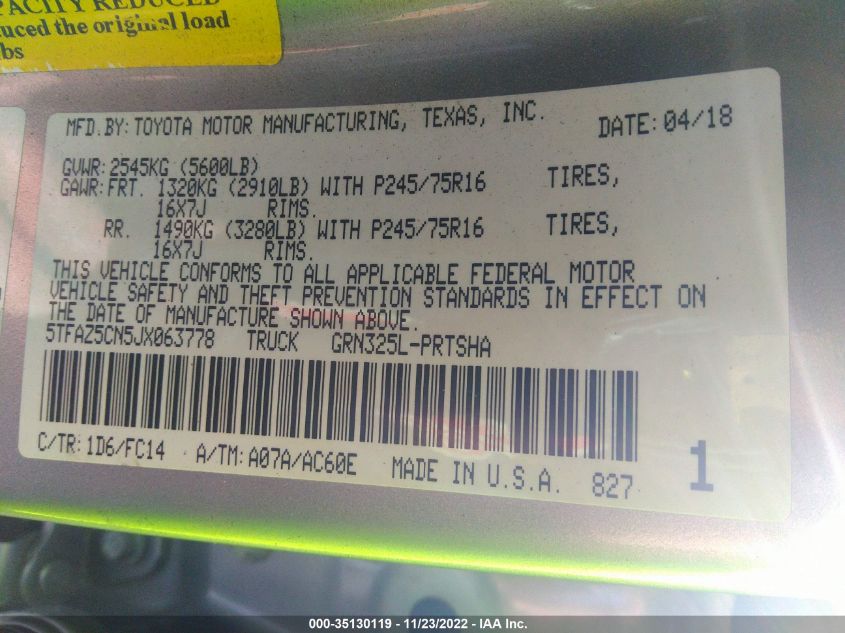 PACITY REDUCED
uced the original load
bs
MFD.BY:TOYOTA MOTOR MANUFACTURING, TEXAS, INC. DATE:04/18
GVWR:2545KG (5600LB)
GAWR:FRT. 1320KG (2910LB) WITH P245/75R16 TIRES,
16X7J RIMS.
RR. 1490KG (3280LB) WITH P245/75R16 TIRES,
16X7J RIMS.
THIS VEHICLE CONFORMS TO ALL APPLICABLE FEDERAL MOTOR
VEHICLE SAFETY AND THEFT PREVENTION STANDARDS IN EFFECT ON
THE DATE OF MANUFACTURE SHOWN ABOVE.
5TFAZ5CN5JX063778 TRUCK GRN325L-PRTSHA
C/TR:1D6/FC14 A/TM:A07A/AC60E MADE IN U.S.A. 827 1
000-35130119 - 11/23/2022 - IAA Inc.